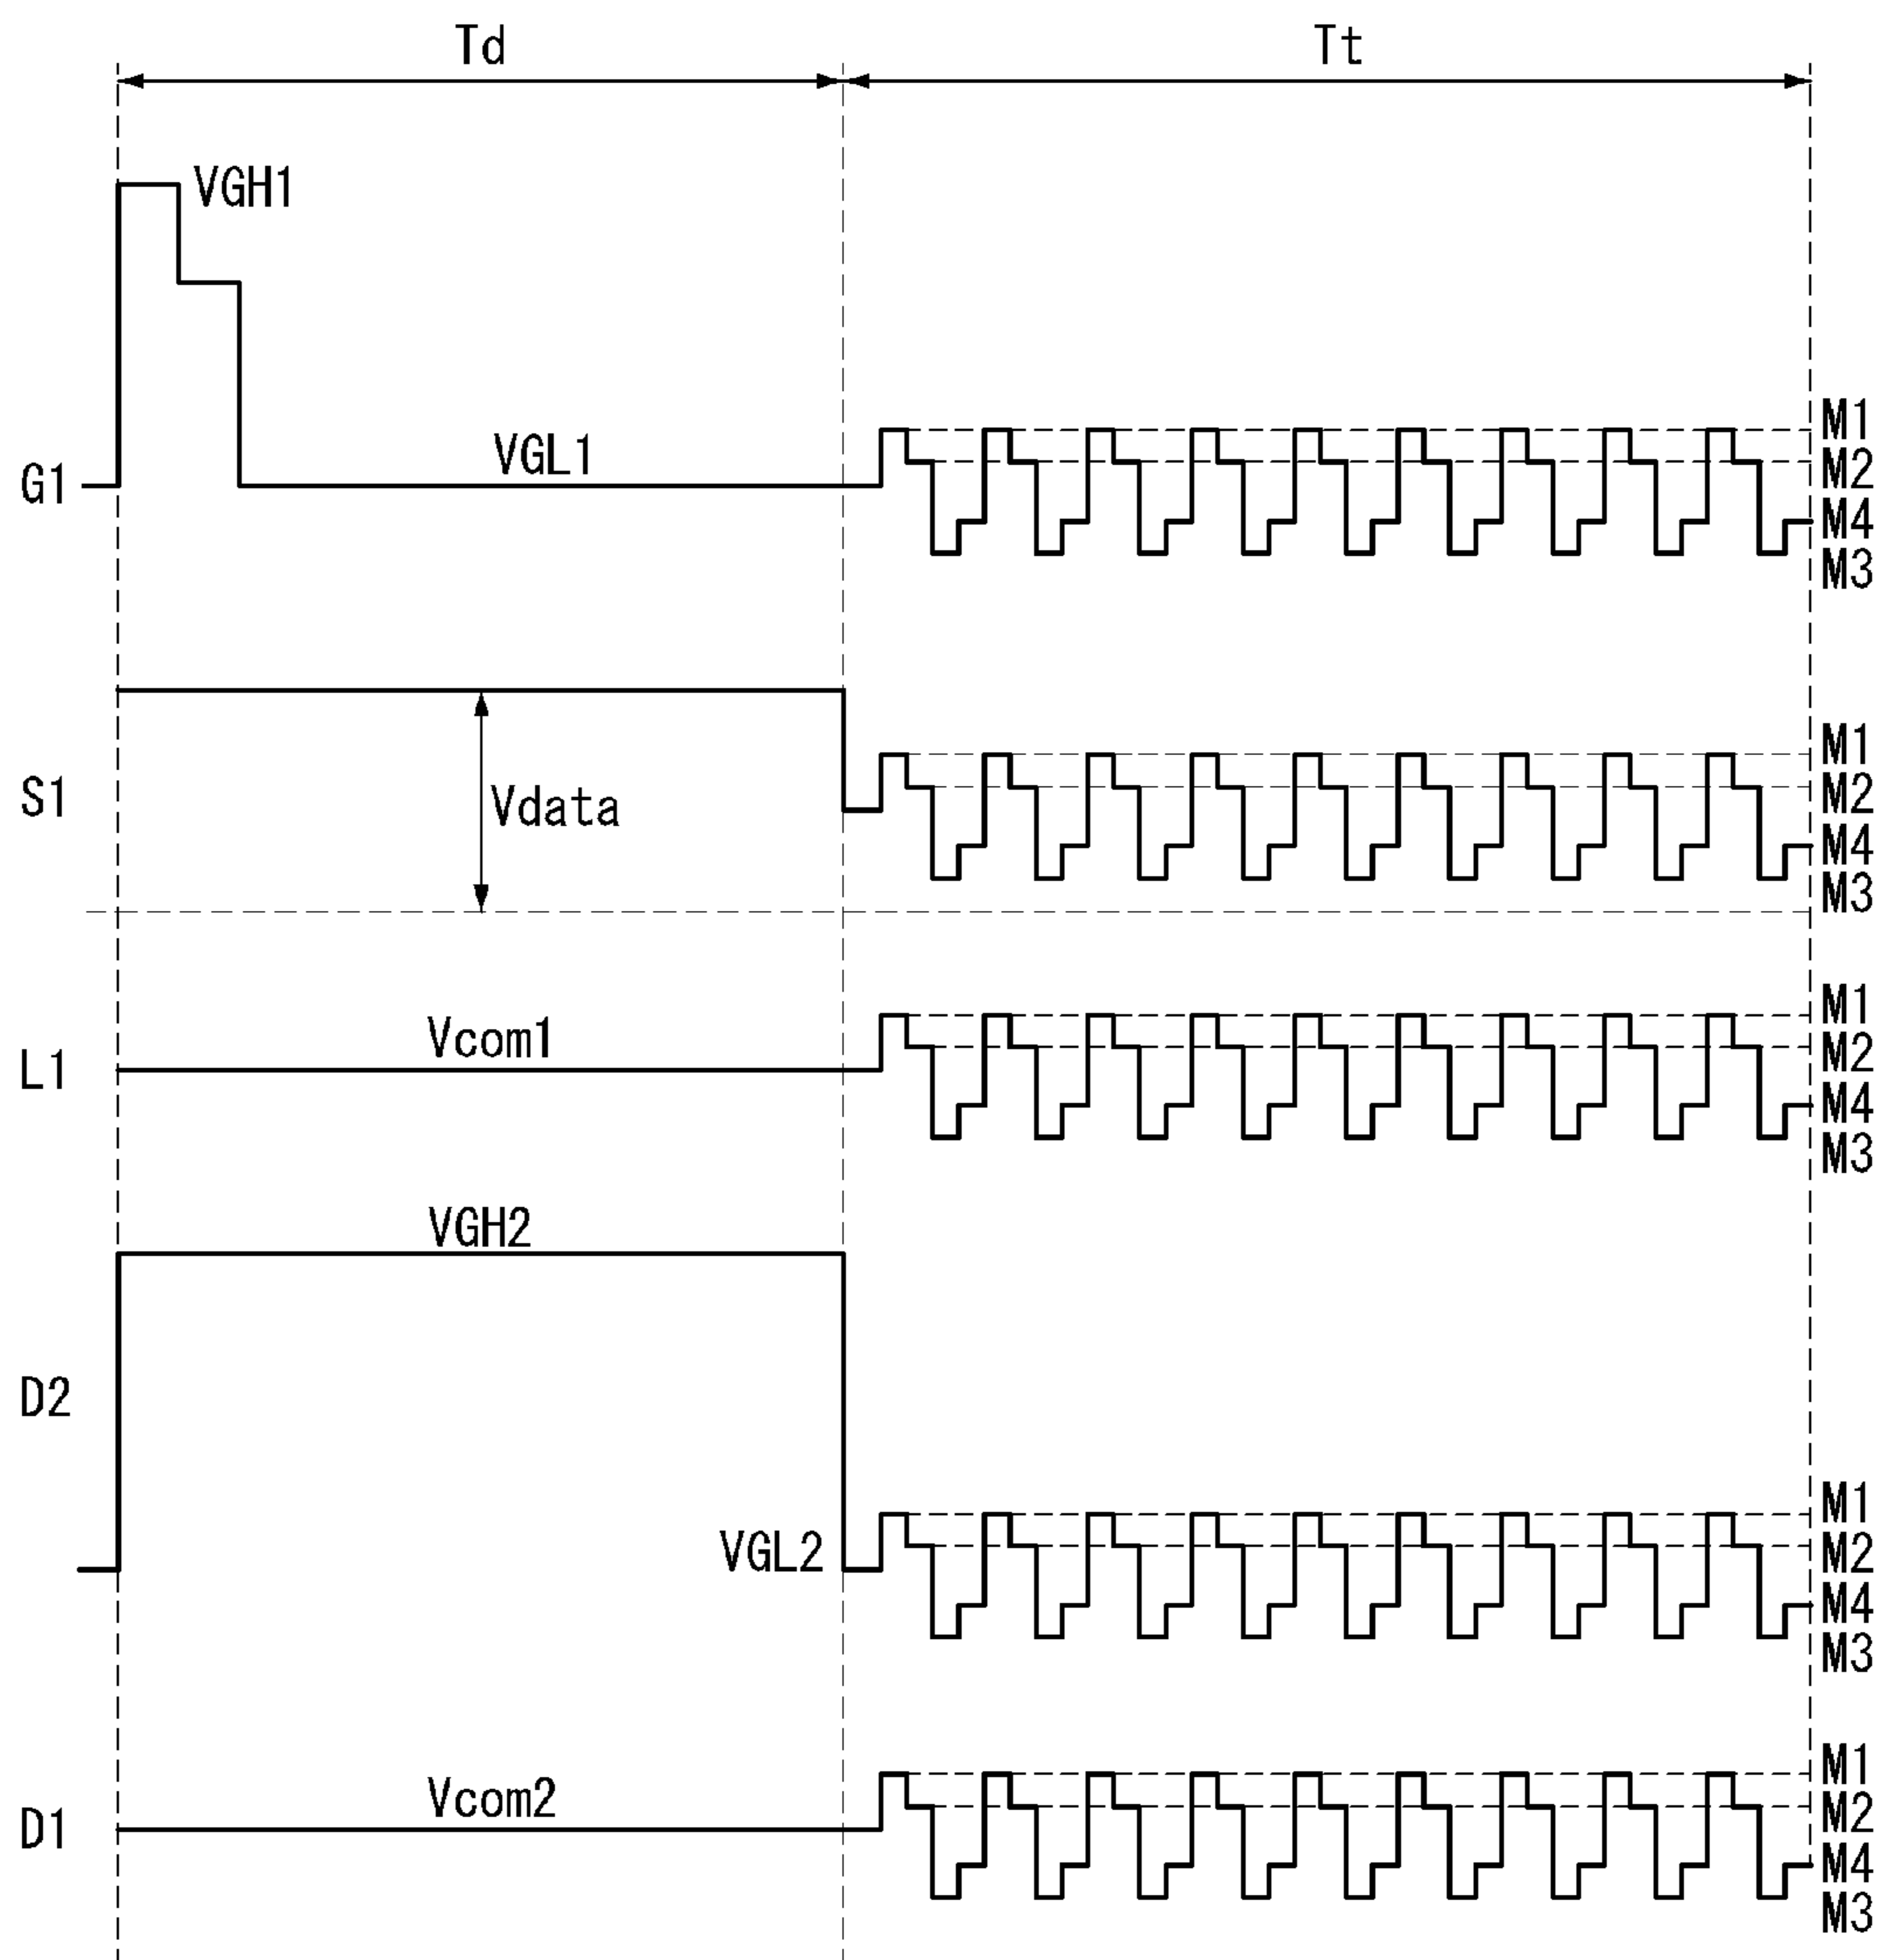 Td Tt
VGH1
G1 VGL1 M1
M2
M4
M3
S1 Vdata M1
M2
M4
M3
L1 Vcom1 M1
M2
M4
M3
VGH2
D2
VGL2 M1
M2
M4
M3
D1 Vcom2 M1
M2
M4
M3